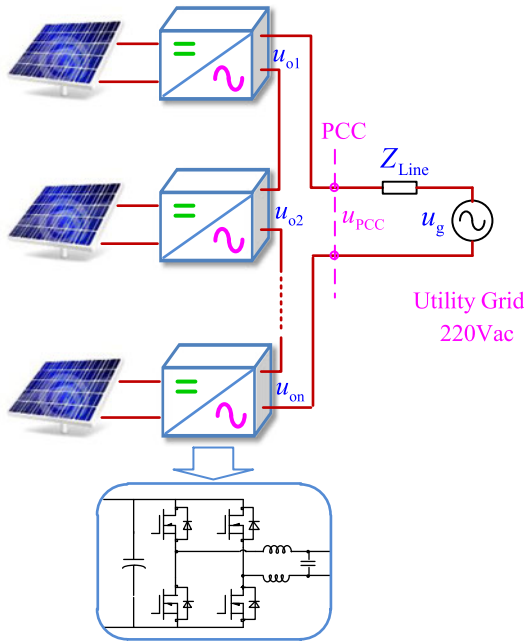 u_o1
PCC
Z_Line
u_o2
u_PCC
u_g
Utility Grid
220Vac
u_on